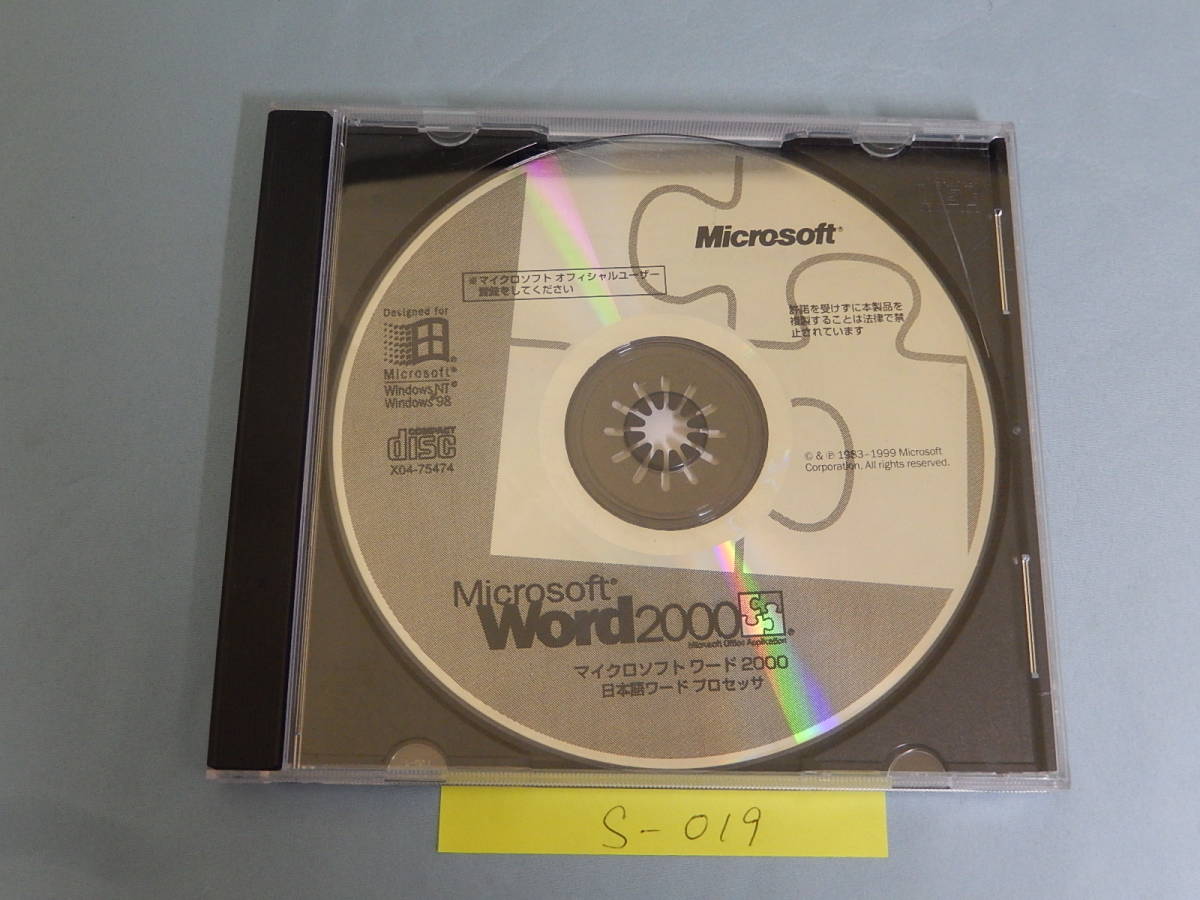 Microsoft®
※マイクロソフト オフィシャルユーザー
登録をしてください
許諾を受けずに本製品を
複製することは法律で禁
止されています
Designed for
Microsoft®
Windows NT®
Windows®98
COMPACT
disc
X04-75474
© & ℗ 1983-1999 Microsoft
Corporation. All rights reserved.
Microsoft®
Word2000
Microsoft Office Application
マイクロソフト ワード 2000
日本語ワード プロセッサ
S-019